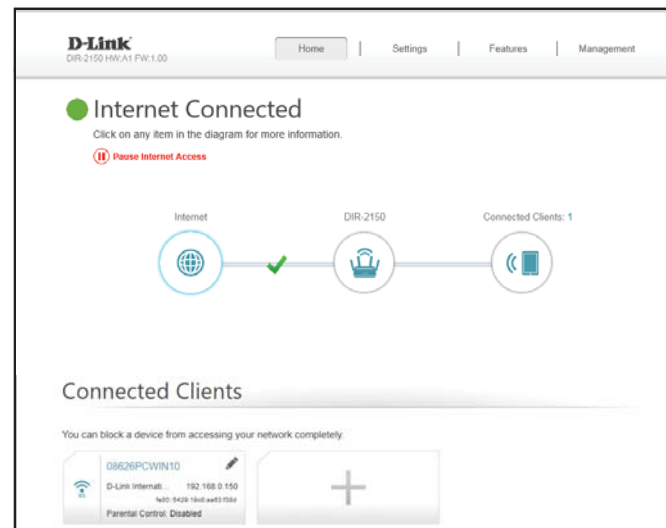 D-Link
DIR-2150 HW:A1 FW:1.00
Home
Settings
Features
Management
Internet Connected
Click on any item in the diagram for more information.
Pause Internet Access
Internet
DIR-2150
Connected Clients: 1
Connected Clients
You can block a device from accessing your network completely.
08626PCWIN10
D-Link Internati... 192.168.0.150
Parental Control: Disabled